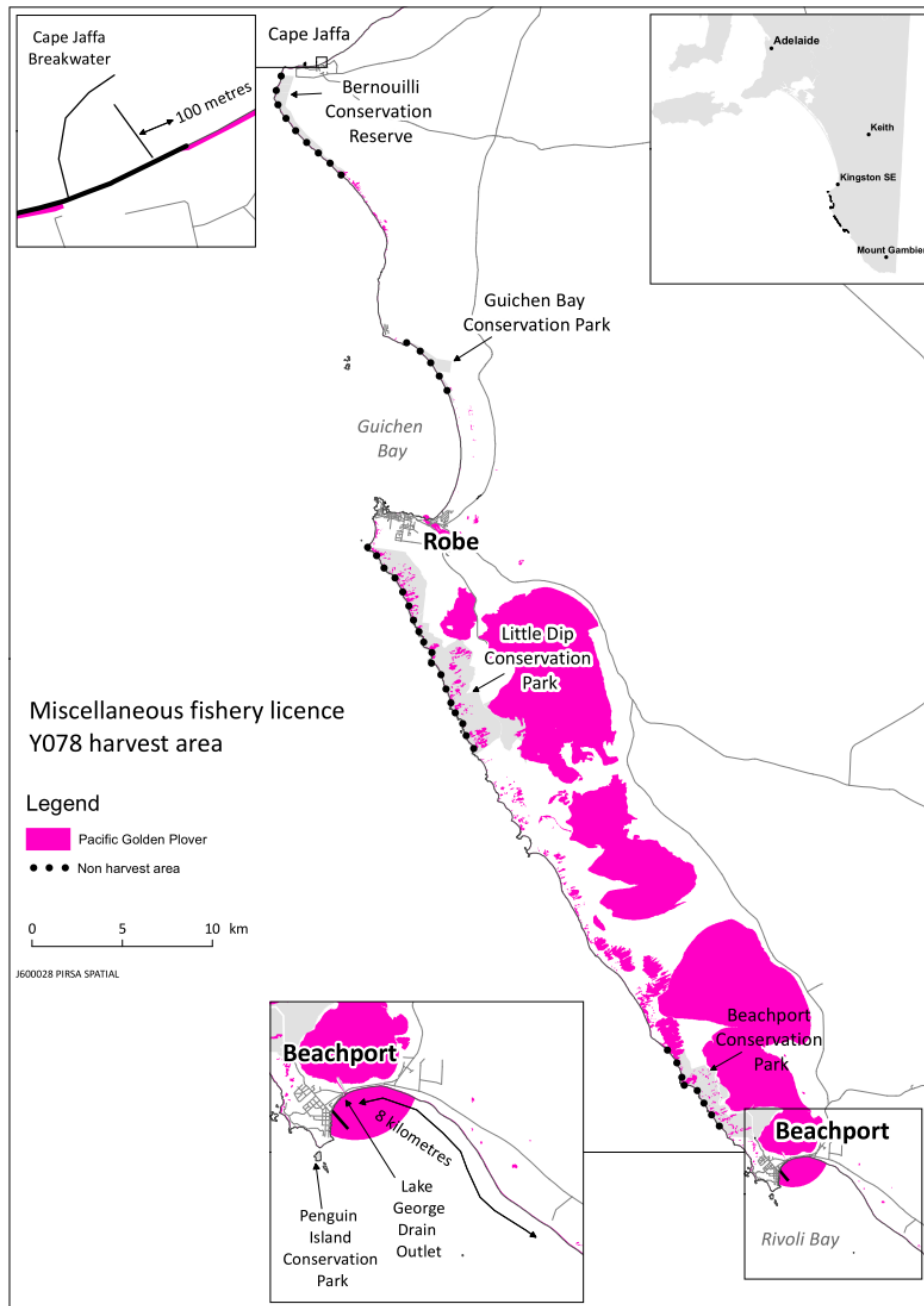 Cape Jaffa
Breakwater
100 metres
Cape Jaffa
Bernouilli
Conservation
Reserve
Adelaide
Keith
Kingston SE
Mount Gambier
Guichen Bay
Conservation Park
Guichen
Bay
Robe
Little Dip
Conservation
Park
Miscellaneous fishery licence
Y078 harvest area
Legend
Pacific Golden Plover
Non harvest area
0 5 10 km
J600028 PIRSA SPATIAL
Beachport
Conservation
Park
Beachport
Rivoli Bay
Beachport
8 kilometres
Lake
George
Drain
Outlet
Penguin
Island
Conservation
Park